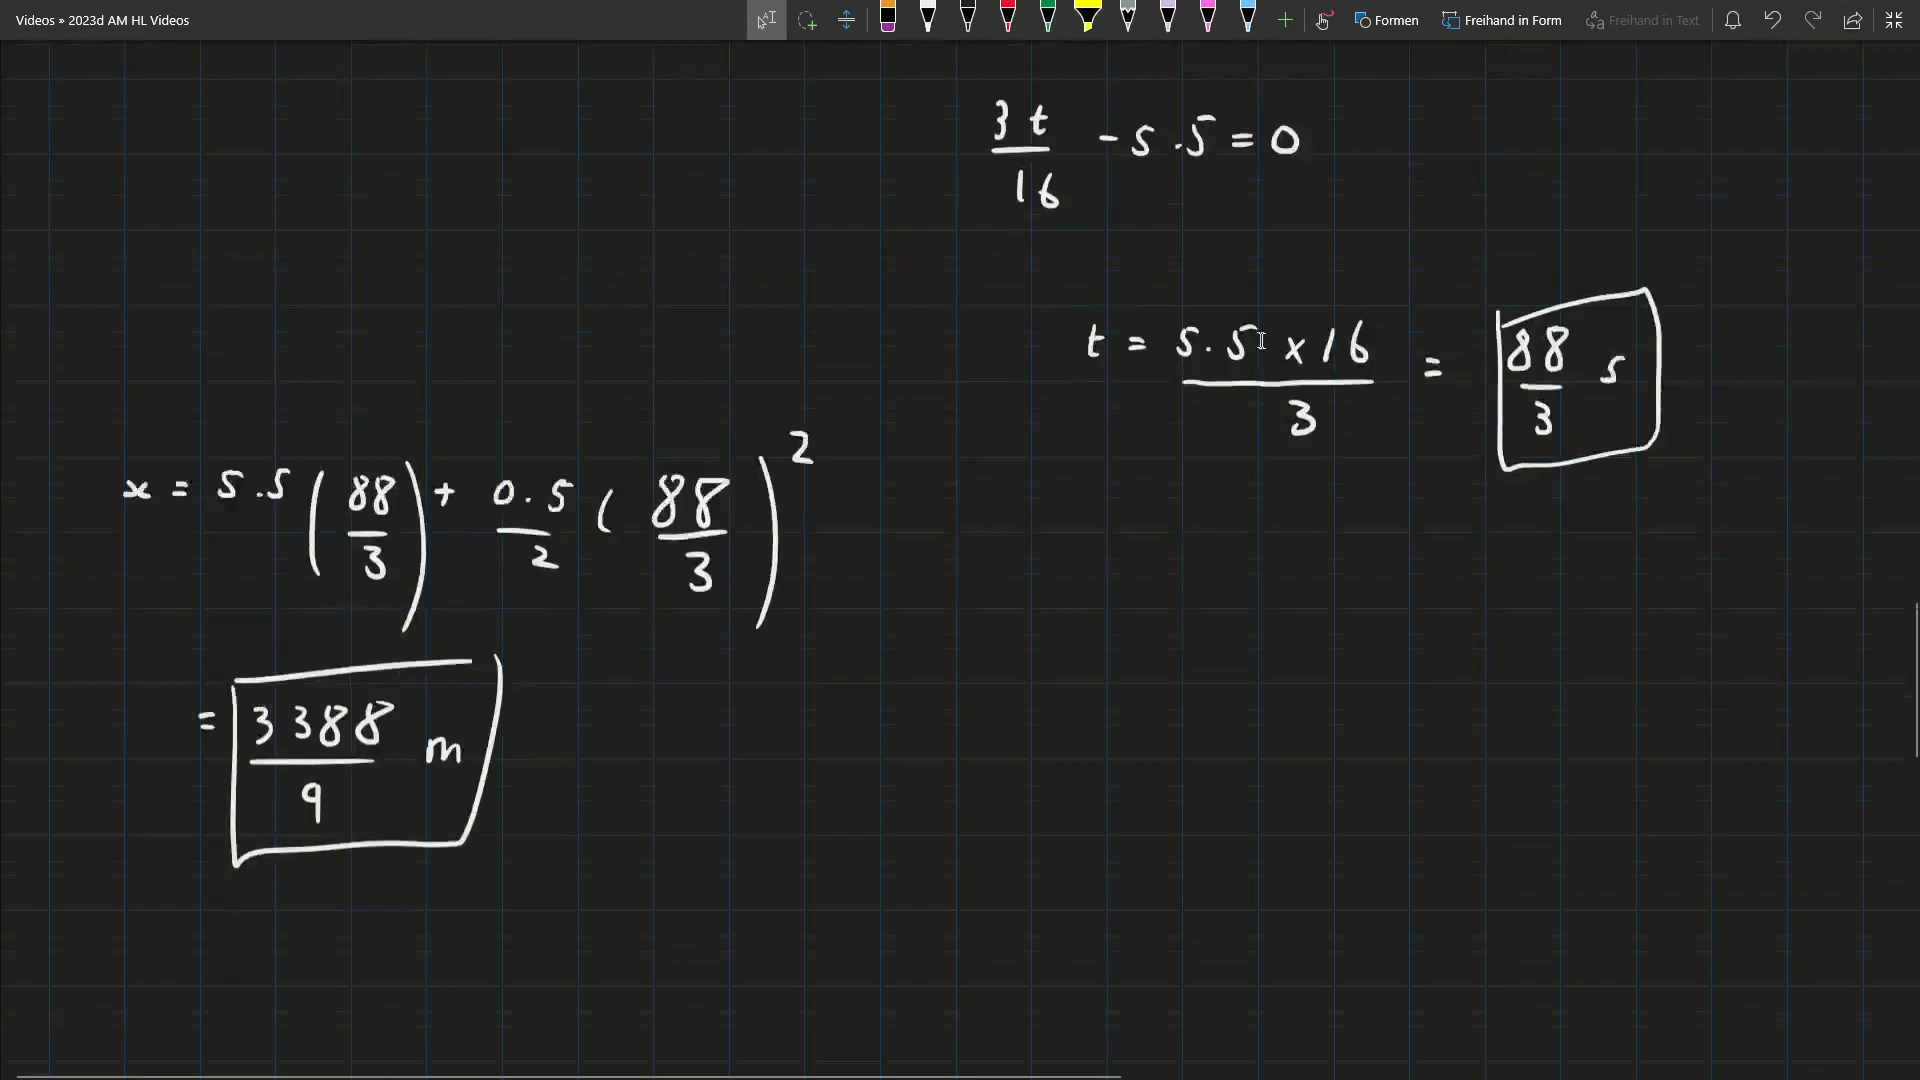 Videos » 2023d AM HL Videos
Formen
Freihand in Form
Freihand in Text
3t/16 - 5.5 = 0
t = 5.5 x 16/3 = 88/3 s
x = 5.5 (88/3) + 0.5/2 (88/3)²
= 3388/9 m